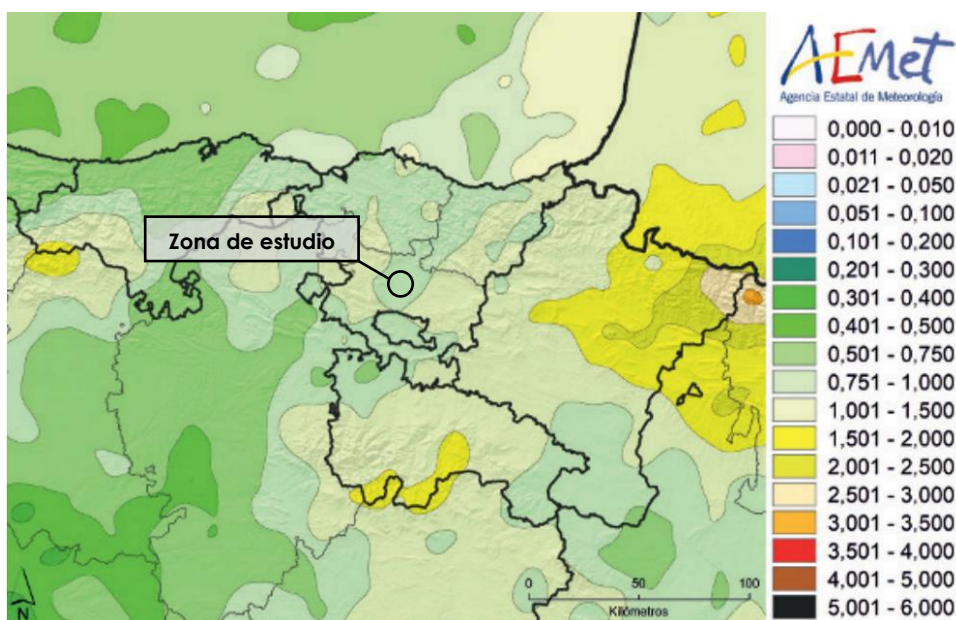 Zona de estudio
N
0 50 100
Kilómetros
AEMet
Agencia Estatal de Meteorología
0,000 - 0,010
0,011 - 0,020
0,021 - 0,050
0,051 - 0,100
0,101 - 0,200
0,201 - 0,300
0,301 - 0,400
0,401 - 0,500
0,501 - 0,750
0,751 - 1,000
1,001 - 1,500
1,501 - 2,000
2,001 - 2,500
2,501 - 3,000
3,001 - 3,500
3,501 - 4,000
4,001 - 5,000
5,001 - 6,000